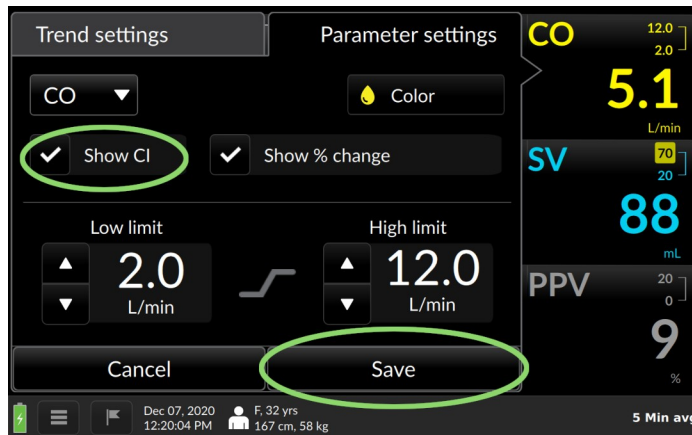 Trend settings
Parameter settings
CO
Color
Show CI
Show % change
Low limit
High limit
2.0
L/min
12.0
L/min
Cancel
Save
CO
12.0
2.0
5.1
L/min
SV
70
20
88
mL
PPV
20
0
9
%
Dec 07, 2020
12:20:04 PM
F, 32 yrs
167 cm, 58 kg
5 Min avg